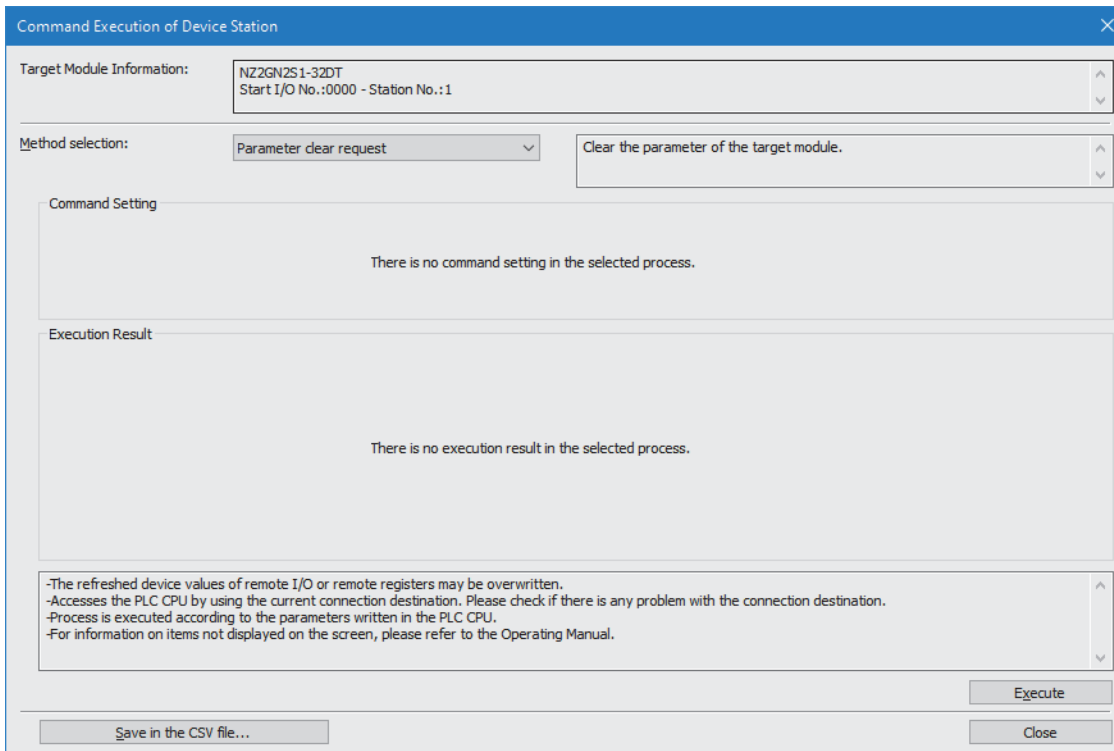 Command Execution of Device Station
Target Module Information:
NZ2GN2S1-32DT
Start I/O No.:0000 - Station No.:1
Method selection:
Parameter clear request
Clear the parameter of the target module.
Command Setting
There is no command setting in the selected process.
Execution Result
There is no execution result in the selected process.
-The refreshed device values of remote I/O or remote registers may be overwritten.
-Accesses the PLC CPU by using the current connection destination. Please check if there is any problem with the connection destination.
-Process is executed according to the parameters written in the PLC CPU.
-For information on items not displayed on the screen, please refer to the Operating Manual.
Execute
Save in the CSV file...
Close